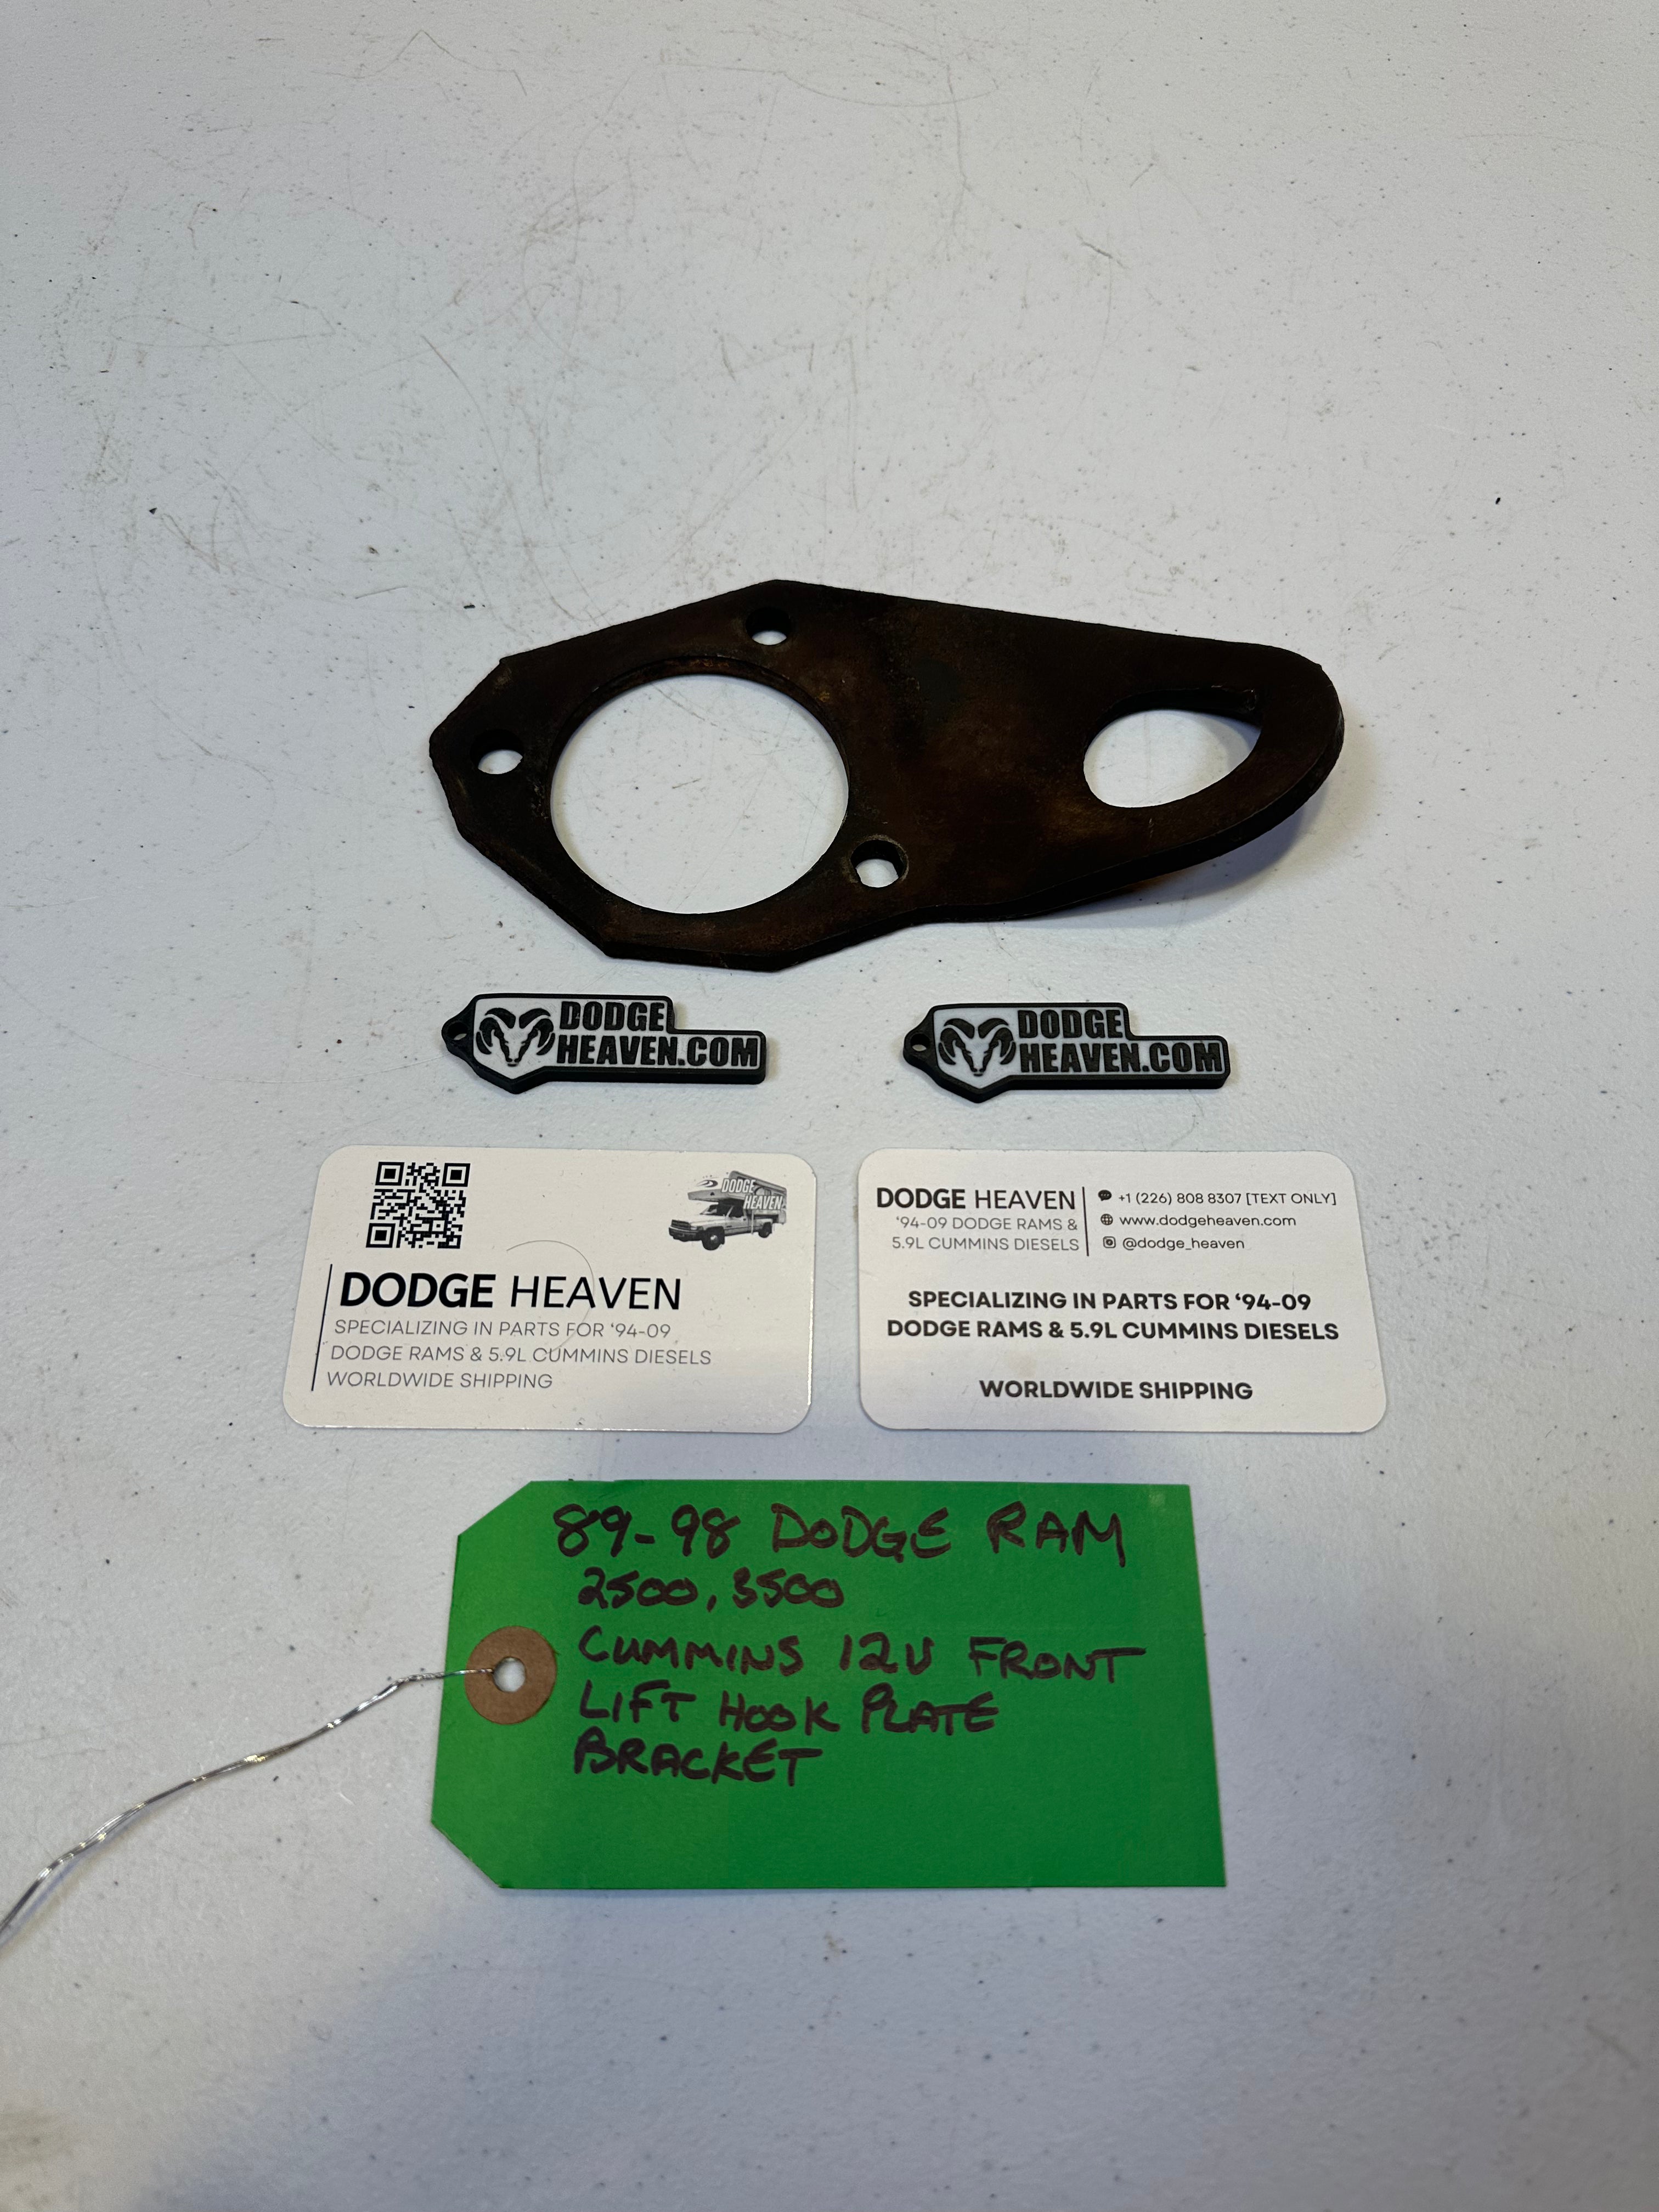 DODGE
HEAVEN.COM
DODGE
HEAVEN.COM
DODGE
HEAVEN
DODGE HEAVEN
SPECIALIZING IN PARTS FOR ‘94-09
DODGE RAMS & 5.9L CUMMINS DIESELS
WORLDWIDE SHIPPING
DODGE HEAVEN
‘94-09 DODGE RAMS &
5.9L CUMMINS DIESELS
+1 (226) 808 8307 [TEXT ONLY]
www.dodgeheaven.com
@dodge_heaven
SPECIALIZING IN PARTS FOR ‘94-09
DODGE RAMS & 5.9L CUMMINS DIESELS
WORLDWIDE SHIPPING
89-98 DODGE RAM
2500, 3500
CUMMINS 12V FRONT
LIFT HOOK PLATE
BRACKET